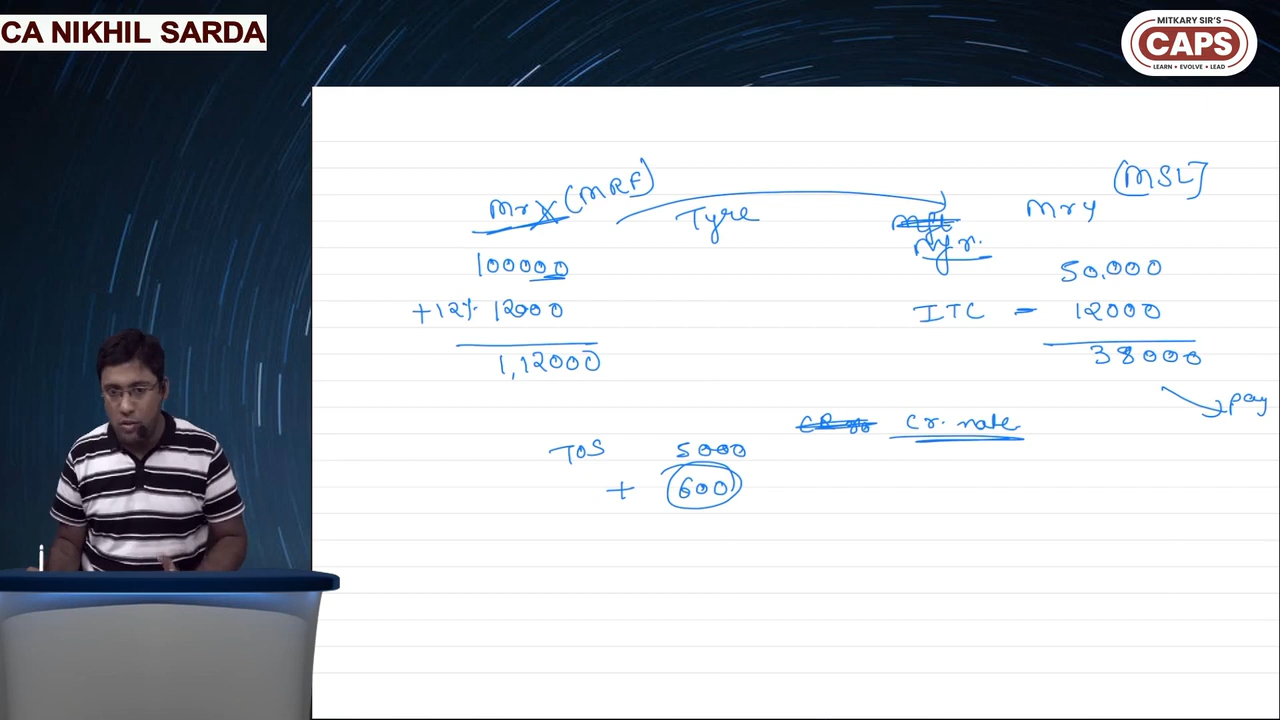 CA NIKHIL SARDA
MITKARY SIR'S
CAPS
LEARN • EVOLVE • LEAD
Mr X (MRF)
Tyre
Mr Y
[MSL]
100000
50,000
+12% 12000
ITC - 12000
1,12000
38000
pay
Cr. note
TOS 5000
+ 600